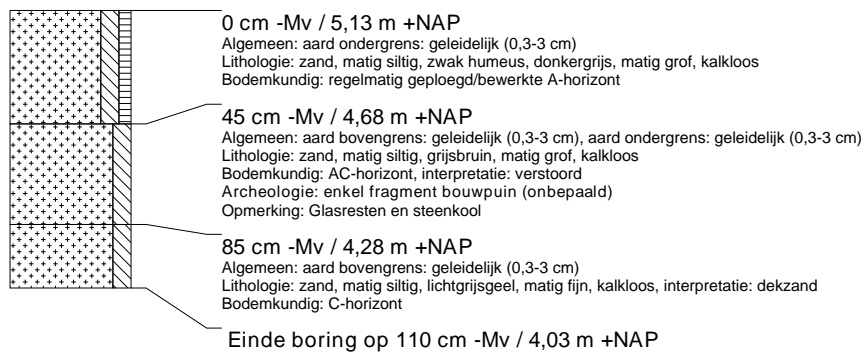 0 cm -Mv / 5,13 m +NAP
Algemeen: aard ondergrens: geleidelijk (0,3-3 cm)
Lithologie: zand, matig siltig, zwak humeus, donkergrijs, matig grof, kalkloos
Bodemkundig: regelmatig geploegd/bewerkte A-horizont
45 cm -Mv / 4,68 m +NAP
Algemeen: aard bovengrens: geleidelijk (0,3-3 cm), aard ondergrens: geleidelijk (0,3-3 cm)
Lithologie: zand, matig siltig, grijsbruin, matig grof, kalkloos
Bodemkundig: AC-horizont, interpretatie: verstoord
Archeologie: enkel fragment bouwpuin (onbepaald)
Opmerking: Glasresten en steenkool
85 cm -Mv / 4,28 m +NAP
Algemeen: aard bovengrens: geleidelijk (0,3-3 cm)
Lithologie: zand, matig siltig, lichtgrijsgeel, matig fijn, kalkloos, interpretatie: dekzand
Bodemkundig: C-horizont
Einde boring op 110 cm -Mv / 4,03 m +NAP